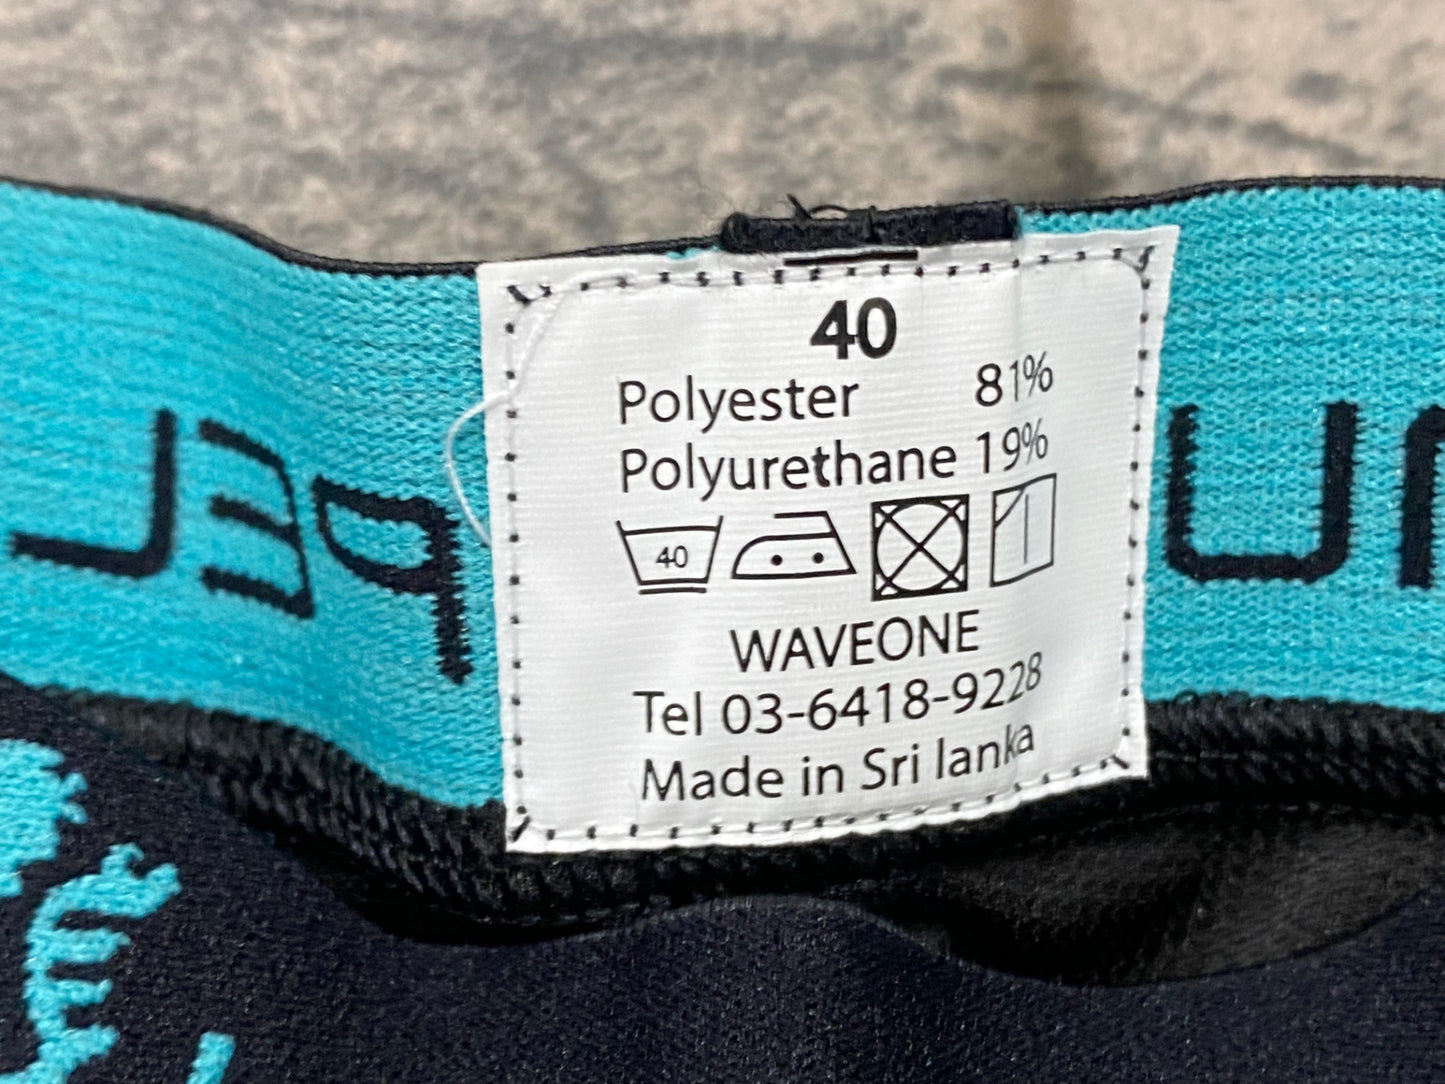 40
Polyester 81%
Polyurethane 19%
40
WAVEONE
Tel 03-6418-9228
Made in Sri lanka